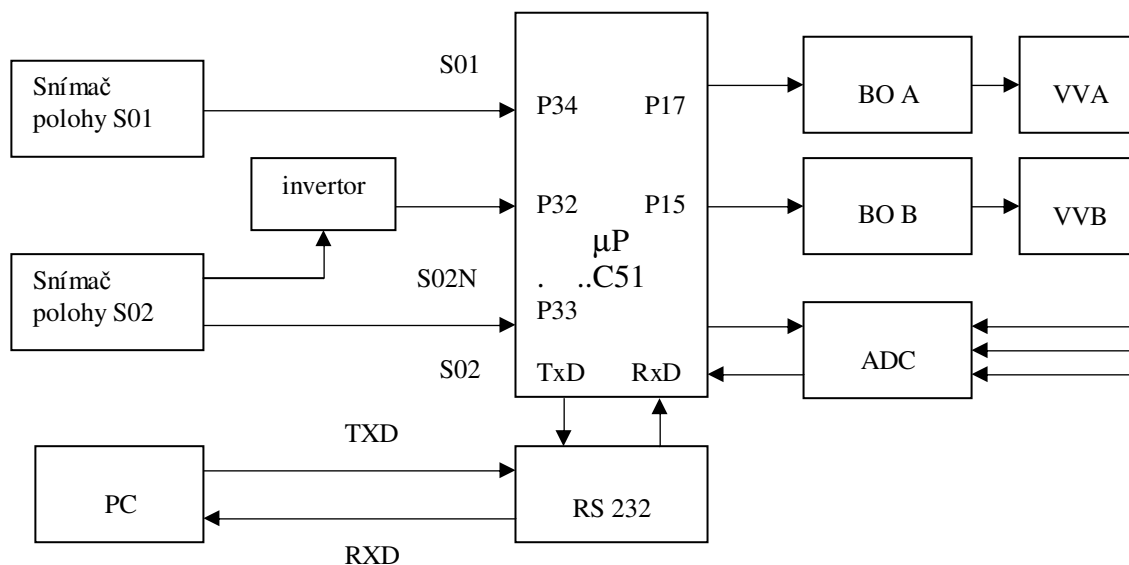 Snímač
polohy S01
S01
P34
P17
BO A
VVA
invertor
P32
P15
BO B
VVB
µP
Snímač
polohy S02
S02N
. ..C51
P33
S02
TxD
RxD
ADC
TXD
PC
RS 232
RXD